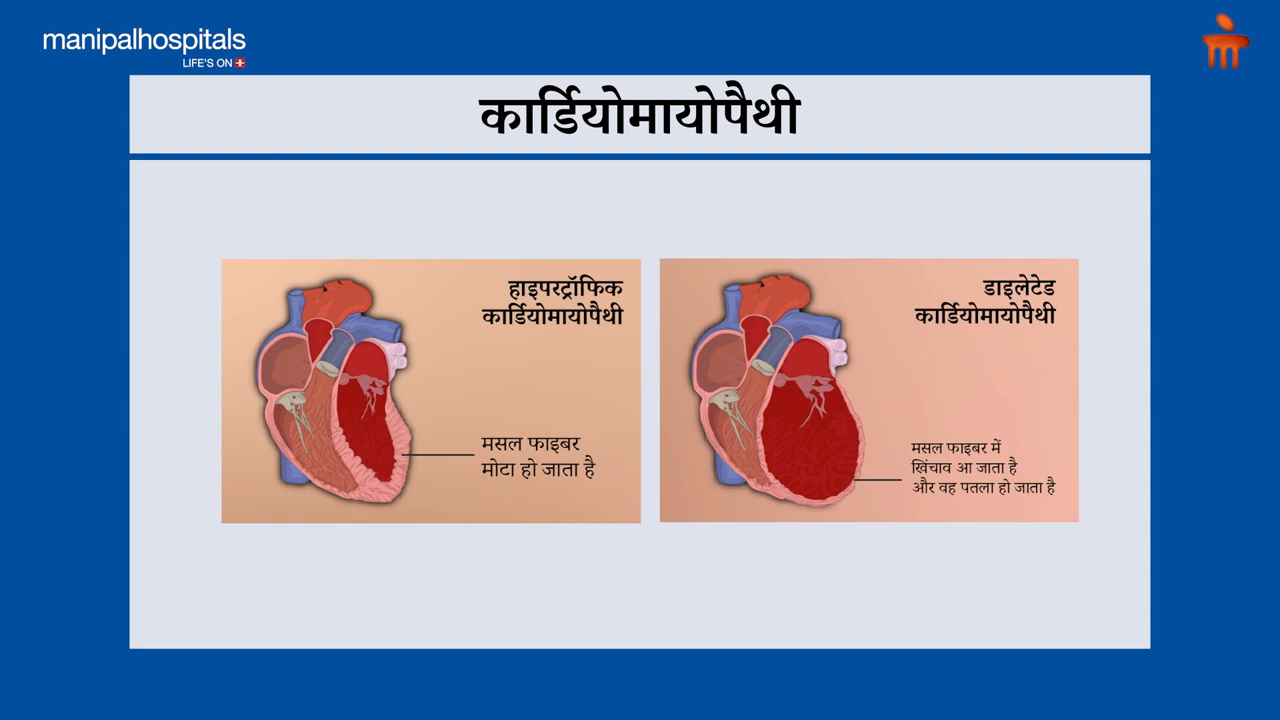 manipalhospitals
LIFE'S ON
कार्डियोमायोपैथी
हाइपरट्रॉफिक
कार्डियोमायोपैथी
मसल फाइबर
मोटा हो जाता है
डाइलेटेड
कार्डियोमायोपैथी
मसल फाइबर में
खिंचाव आ जाता है
और वह पतला हो जाता है